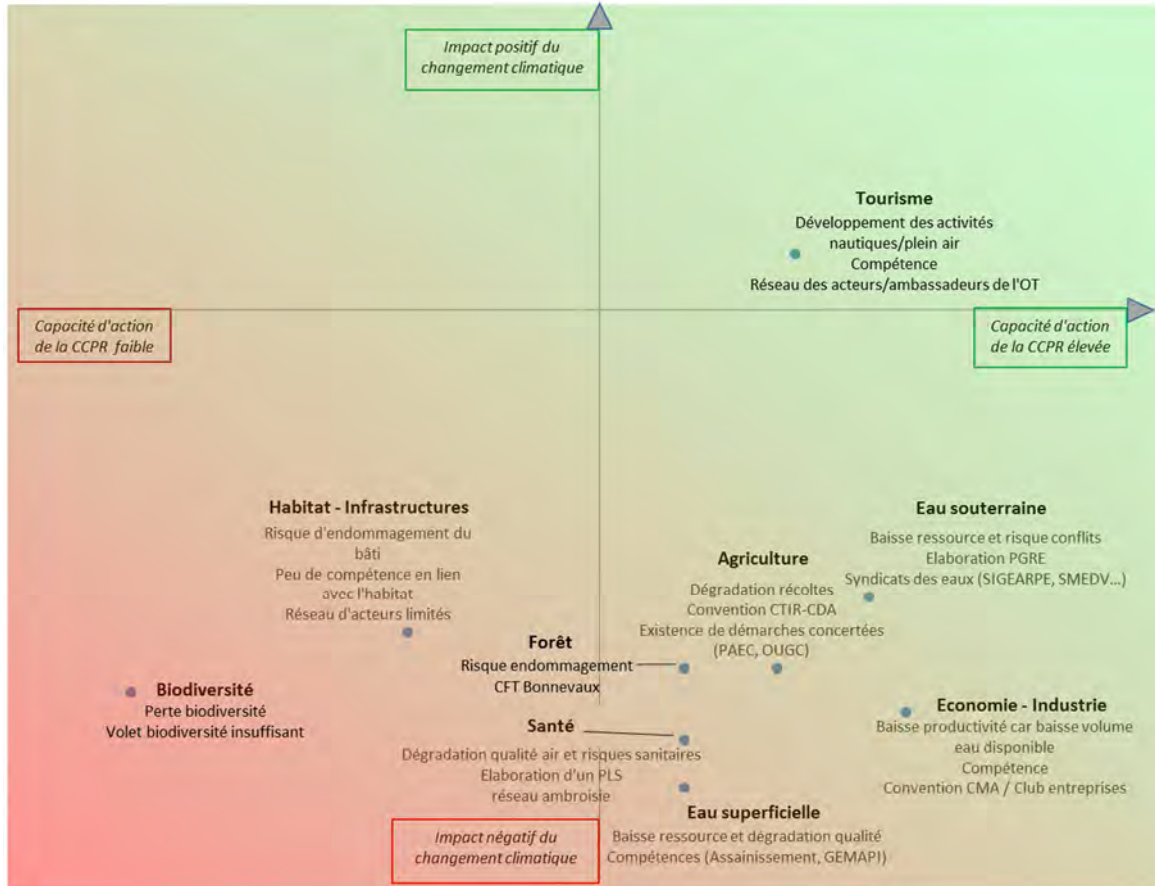 Impact positif du
changement climatique
Tourisme
Développement des activités
nautiques/plein air
Compétence
Réseau des acteurs/ambassadeurs de l'OT
Capacité d'action
de la CCPR faible
Capacité d'action
de la CCPR élevée
Habitat - Infrastructures
Risque d'endommagement du
bâti
Peu de compétence en lien
avec l'habitat
Réseau d'acteurs limités
Eau souterraine
Baisse ressource et risque conflits
Elaboration PGRE
Syndicats des eaux (SIGEARPE, SMEDV...)
Agriculture
Dégradation récoltes
Convention CTIR-CDA
Existence de démarches concertées
(PAEC, OUGC)
Forêt
Risque endommagement
CFT Bonnevaux
Biodiversité
Perte biodiversité
Volet biodiversité insuffisant
Economie - Industrie
Baisse productivité car baisse volume
eau disponible
Compétence
Convention CMA / Club entreprises
Santé
Dégradation qualité air et risques sanitaires
Elaboration d'un PLS
réseau ambroisie
Eau superficielle
Baisse ressource et dégradation qualité
Compétences (Assainissement, GEMAPI)
Impact négatif du
changement climatique